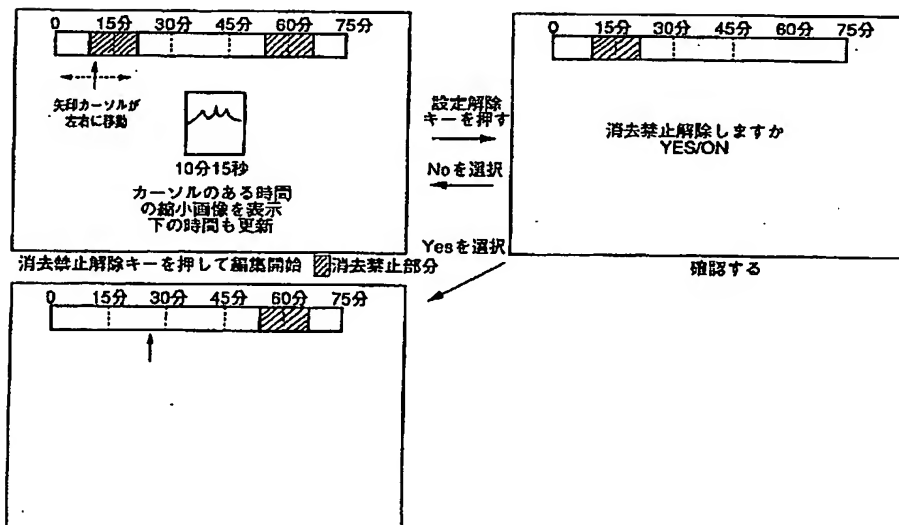 0 15分 30分 45分 60分 75分
矢印カーソルが
左右に移動
10分15秒
カーソルのある時間
の縮小画像を表示
下の時間も更新
消去禁止解除キーを押して編集開始 消去禁止部分
設定解除
キーを押す
Noを選択
Yesを選択
0 15分 30分 45分 60分 75分
消去禁止解除しますか
YES/ON
確認する
0 15分 30分 45分 60分 75分